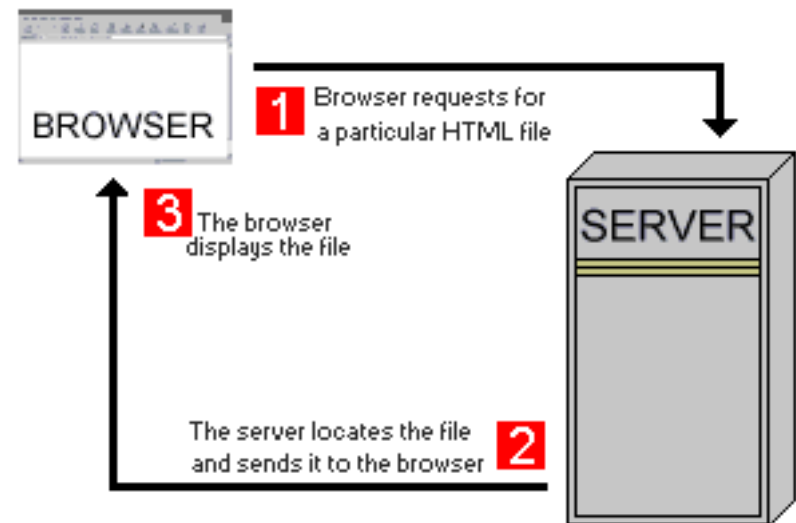 BROWSER
1
Browser requests for
a particular HTML file
SERVER
3
The browser
displays the file
The server locates the file
and sends it to the browser
2